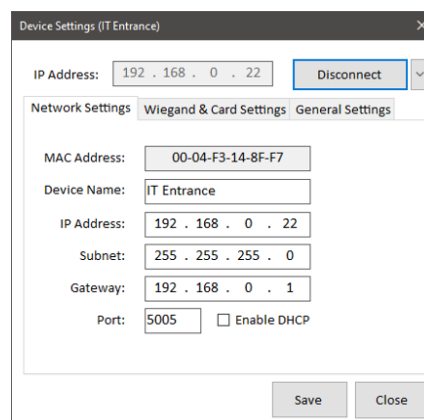 Device Settings (IT Entrance)
IP Address: 192 . 168 . 0 . 22 Disconnect
Network Settings Wiegand & Card Settings General Settings
MAC Address: 00-04-F3-14-8F-F7
Device Name: IT Entrance
IP Address: 192 . 168 . 0 . 22
Subnet: 255 . 255 . 255 . 0
Gateway: 192 . 168 . 0 . 1
Port: 5005 Enable DHCP
Save Close